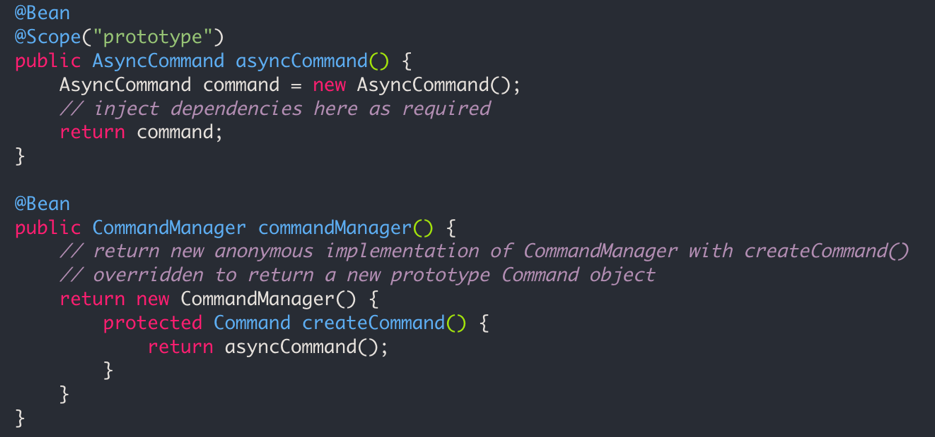 @Bean
@Scope("prototype")
public AsyncCommand asyncCommand() {
    AsyncCommand command = new AsyncCommand();
    // inject dependencies here as required
    return command;
}

@Bean
public CommandManager commandManager() {
    // return new anonymous implementation of CommandManager with createCommand()
    // overridden to return a new prototype Command object
    return new CommandManager() {
        protected Command createCommand() {
            return asyncCommand();
        }
    }
}